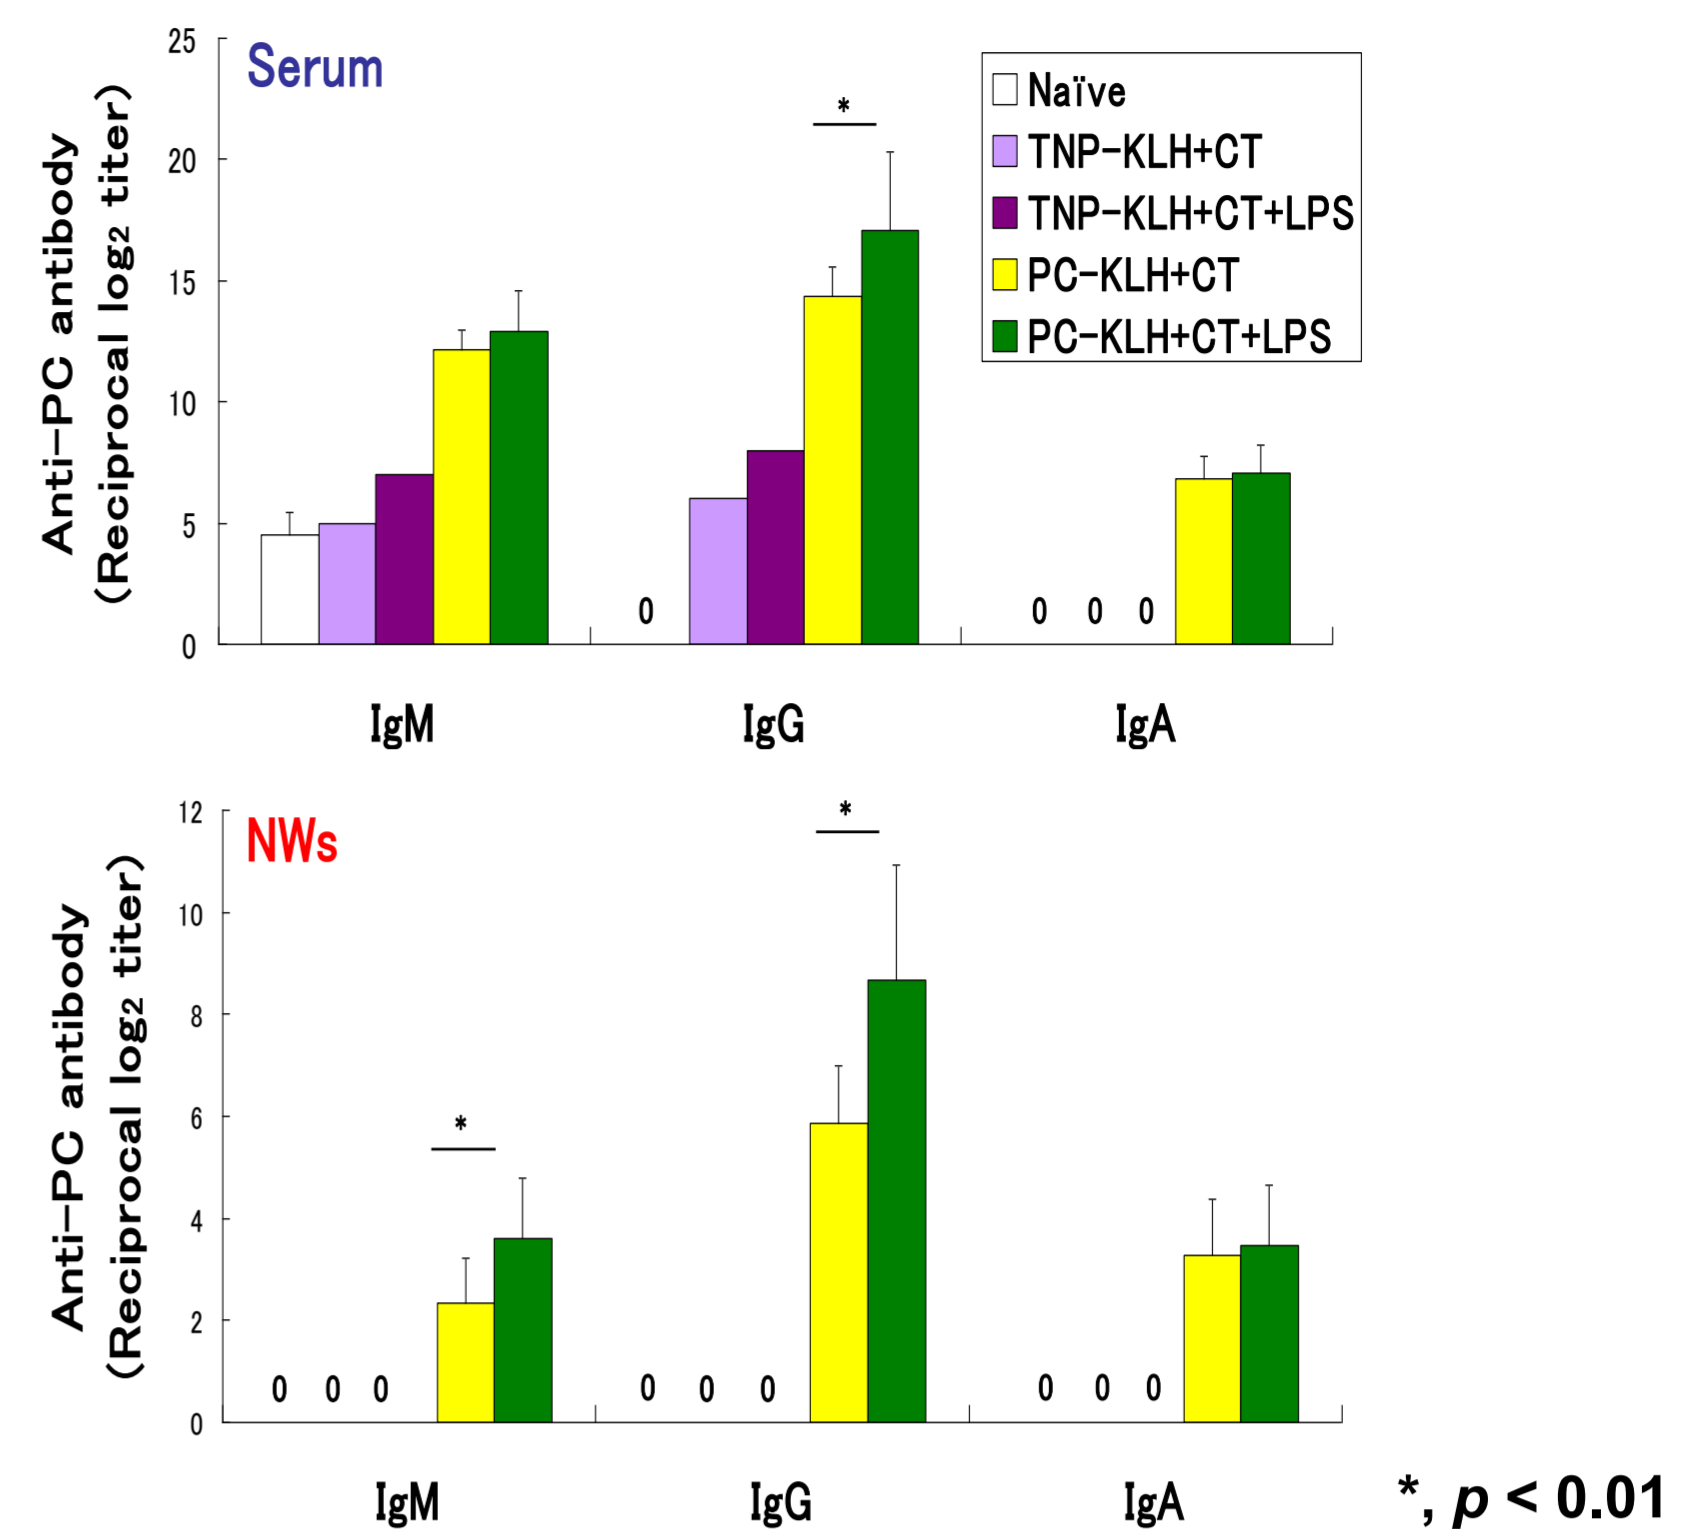 Serum
Anti-PC antibody
(Reciprocal log2 titer)
25
20
15
10
5
0
*
0
0 0 0
IgM IgG IgA
Naïve
TNP-KLH+CT
TNP-KLH+CT+LPS
PC-KLH+CT
PC-KLH+CT+LPS
NWs
Anti-PC antibody
(Reciprocal log2 titer)
12
10
8
6
4
2
0
*
*
0 0 0
0 0 0
0 0 0
IgM IgG IgA
*, p < 0.01